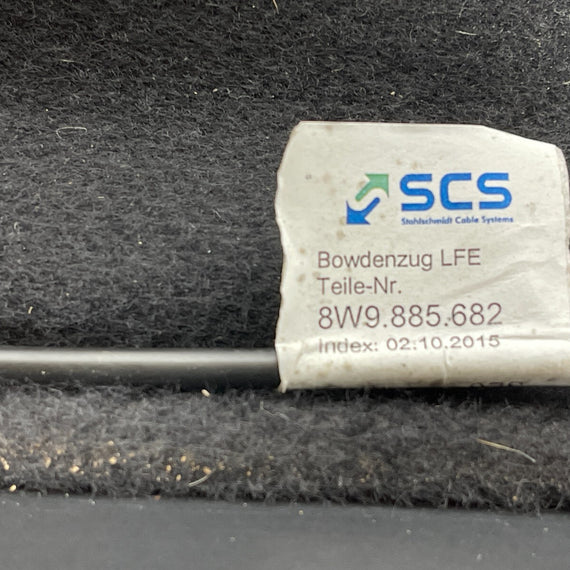 SCS
Stahlschmidt Cable Systems
Bowdenzug LFE
Teile-Nr.
8W9.885.682
Index: 02.10.2015